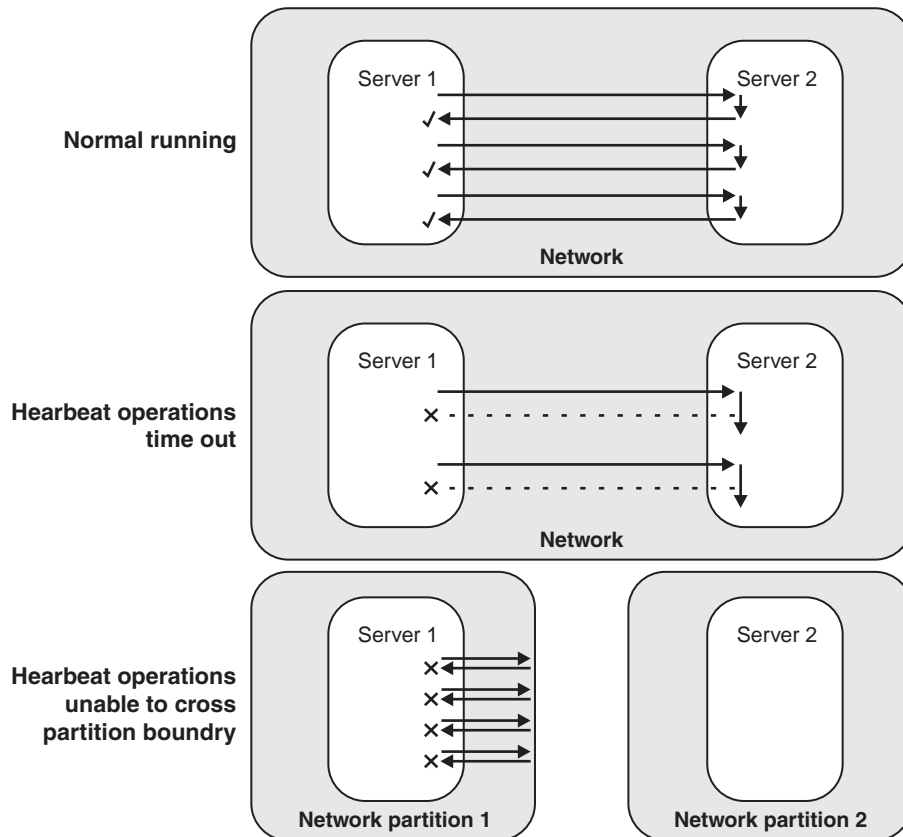 Normal running
Server 1
Server 2
Network
Hearbeat operations
time out
Server 1
Server 2
Network
Hearbeat operations
unable to cross
partition boundry
Server 1
Server 2
Network partition 1
Network partition 2